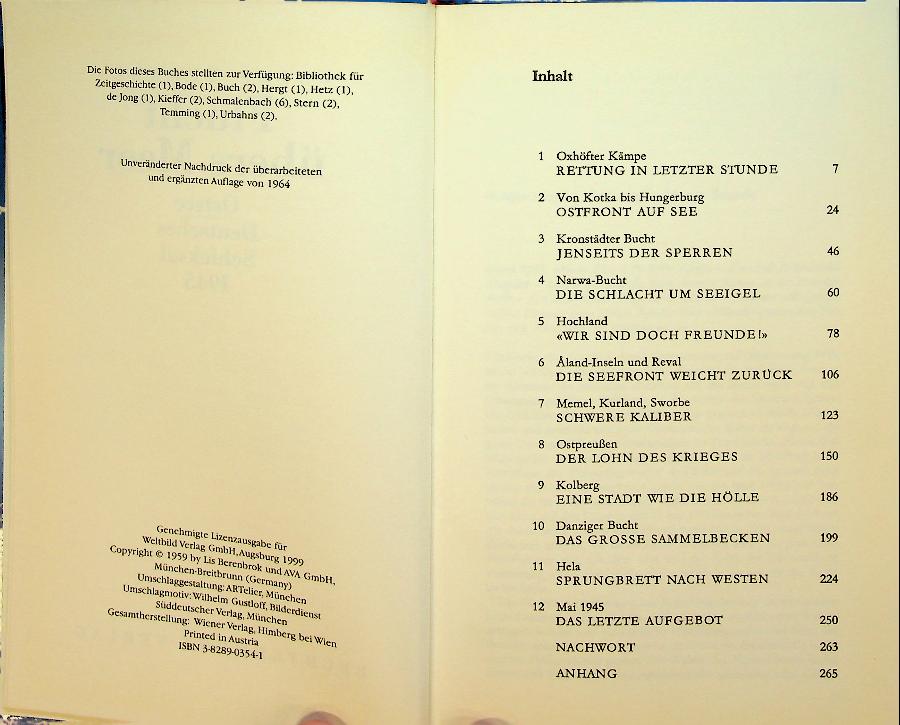 Die Fotos dieses Buches stellten zur Verfügung: Bibliothek für
Zeitgeschichte (1), Bode (1), Buch (2), Hergt (1), Hetz (1),
de Jong (1), Kieffer (2), Schmalenbach (6), Stern (2),
Temming (1), Urbahns (2).
Unveränderter Nachdruck der überarbeiteten
und ergänzten Auflage von 1964
Genehmigte Lizenzausgabe für
Weltbild Verlag GmbH, Augsburg 1999
Copyright © 1959 by Lis Berenbrok und AVA GmbH,
München-Breitbrunn (Germany)
Umschlaggestaltung: ARTelier, München
Umschlagmotiv: Wilhelm Gustloff, Bilderdienst
Süddeutscher Verlag, München
Gesamtherstellung: Wiener Verlag, Himberg bei Wien
Printed in Austria
ISBN 3-8289-0354-1
Inhalt
1 Oxhöfter Kämpe
RETTUNG IN LETZTER STUNDE 7
2 Von Kotka bis Hungerburg
OSTFRONT AUF SEE 24
3 Kronstädter Bucht
JENSEITS DER SPERREN 46
4 Narwa-Bucht
DIE SCHLACHT UM SEEIGEL 60
5 Hochland
«WIR SIND DOCH FREUNDE!» 78
6 Åland-Inseln und Reval
DIE SEEFRONT WEICHT ZURÜCK 106
7 Memel, Kurland, Sworbe
SCHWERE KALIBER 123
8 Ostpreußen
DER LOHN DES KRIEGES 150
9 Kolberg
EINE STADT WIE DIE HÖLLE 186
10 Danziger Bucht
DAS GROSSE SAMMELBECKEN 199
11 Hela
SPRUNGBRETT NACH WESTEN 224
12 Mai 1945
DAS LETZTE AUFGEBOT 250
NACHWORT 263
ANHANG 265